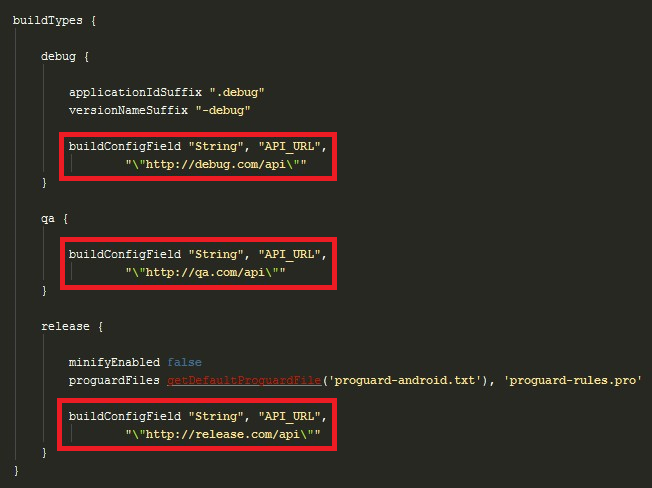 buildTypes {
debug {
applicationIdSuffix ".debug"
versionNameSuffix "-debug"
buildConfigField "String", "API_URL",
"\"http://debug.com/api\""
}
qa {
buildConfigField "String", "API_URL",
"\"http://qa.com/api\""
}
release {
minifyEnabled false
proguardFiles getDefaultProguardFile('proguard-android.txt'), 'proguard-rules.pro'
buildConfigField "String", "API_URL",
"\"http://release.com/api\""
}
}